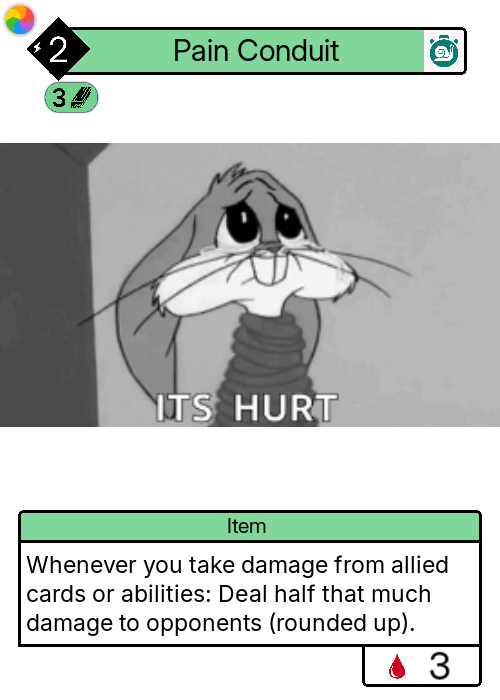 2
Pain Conduit
3
ITS HURT
Item
Whenever you take damage from allied
cards or abilities: Deal half that much
damage to opponents (rounded up).
3